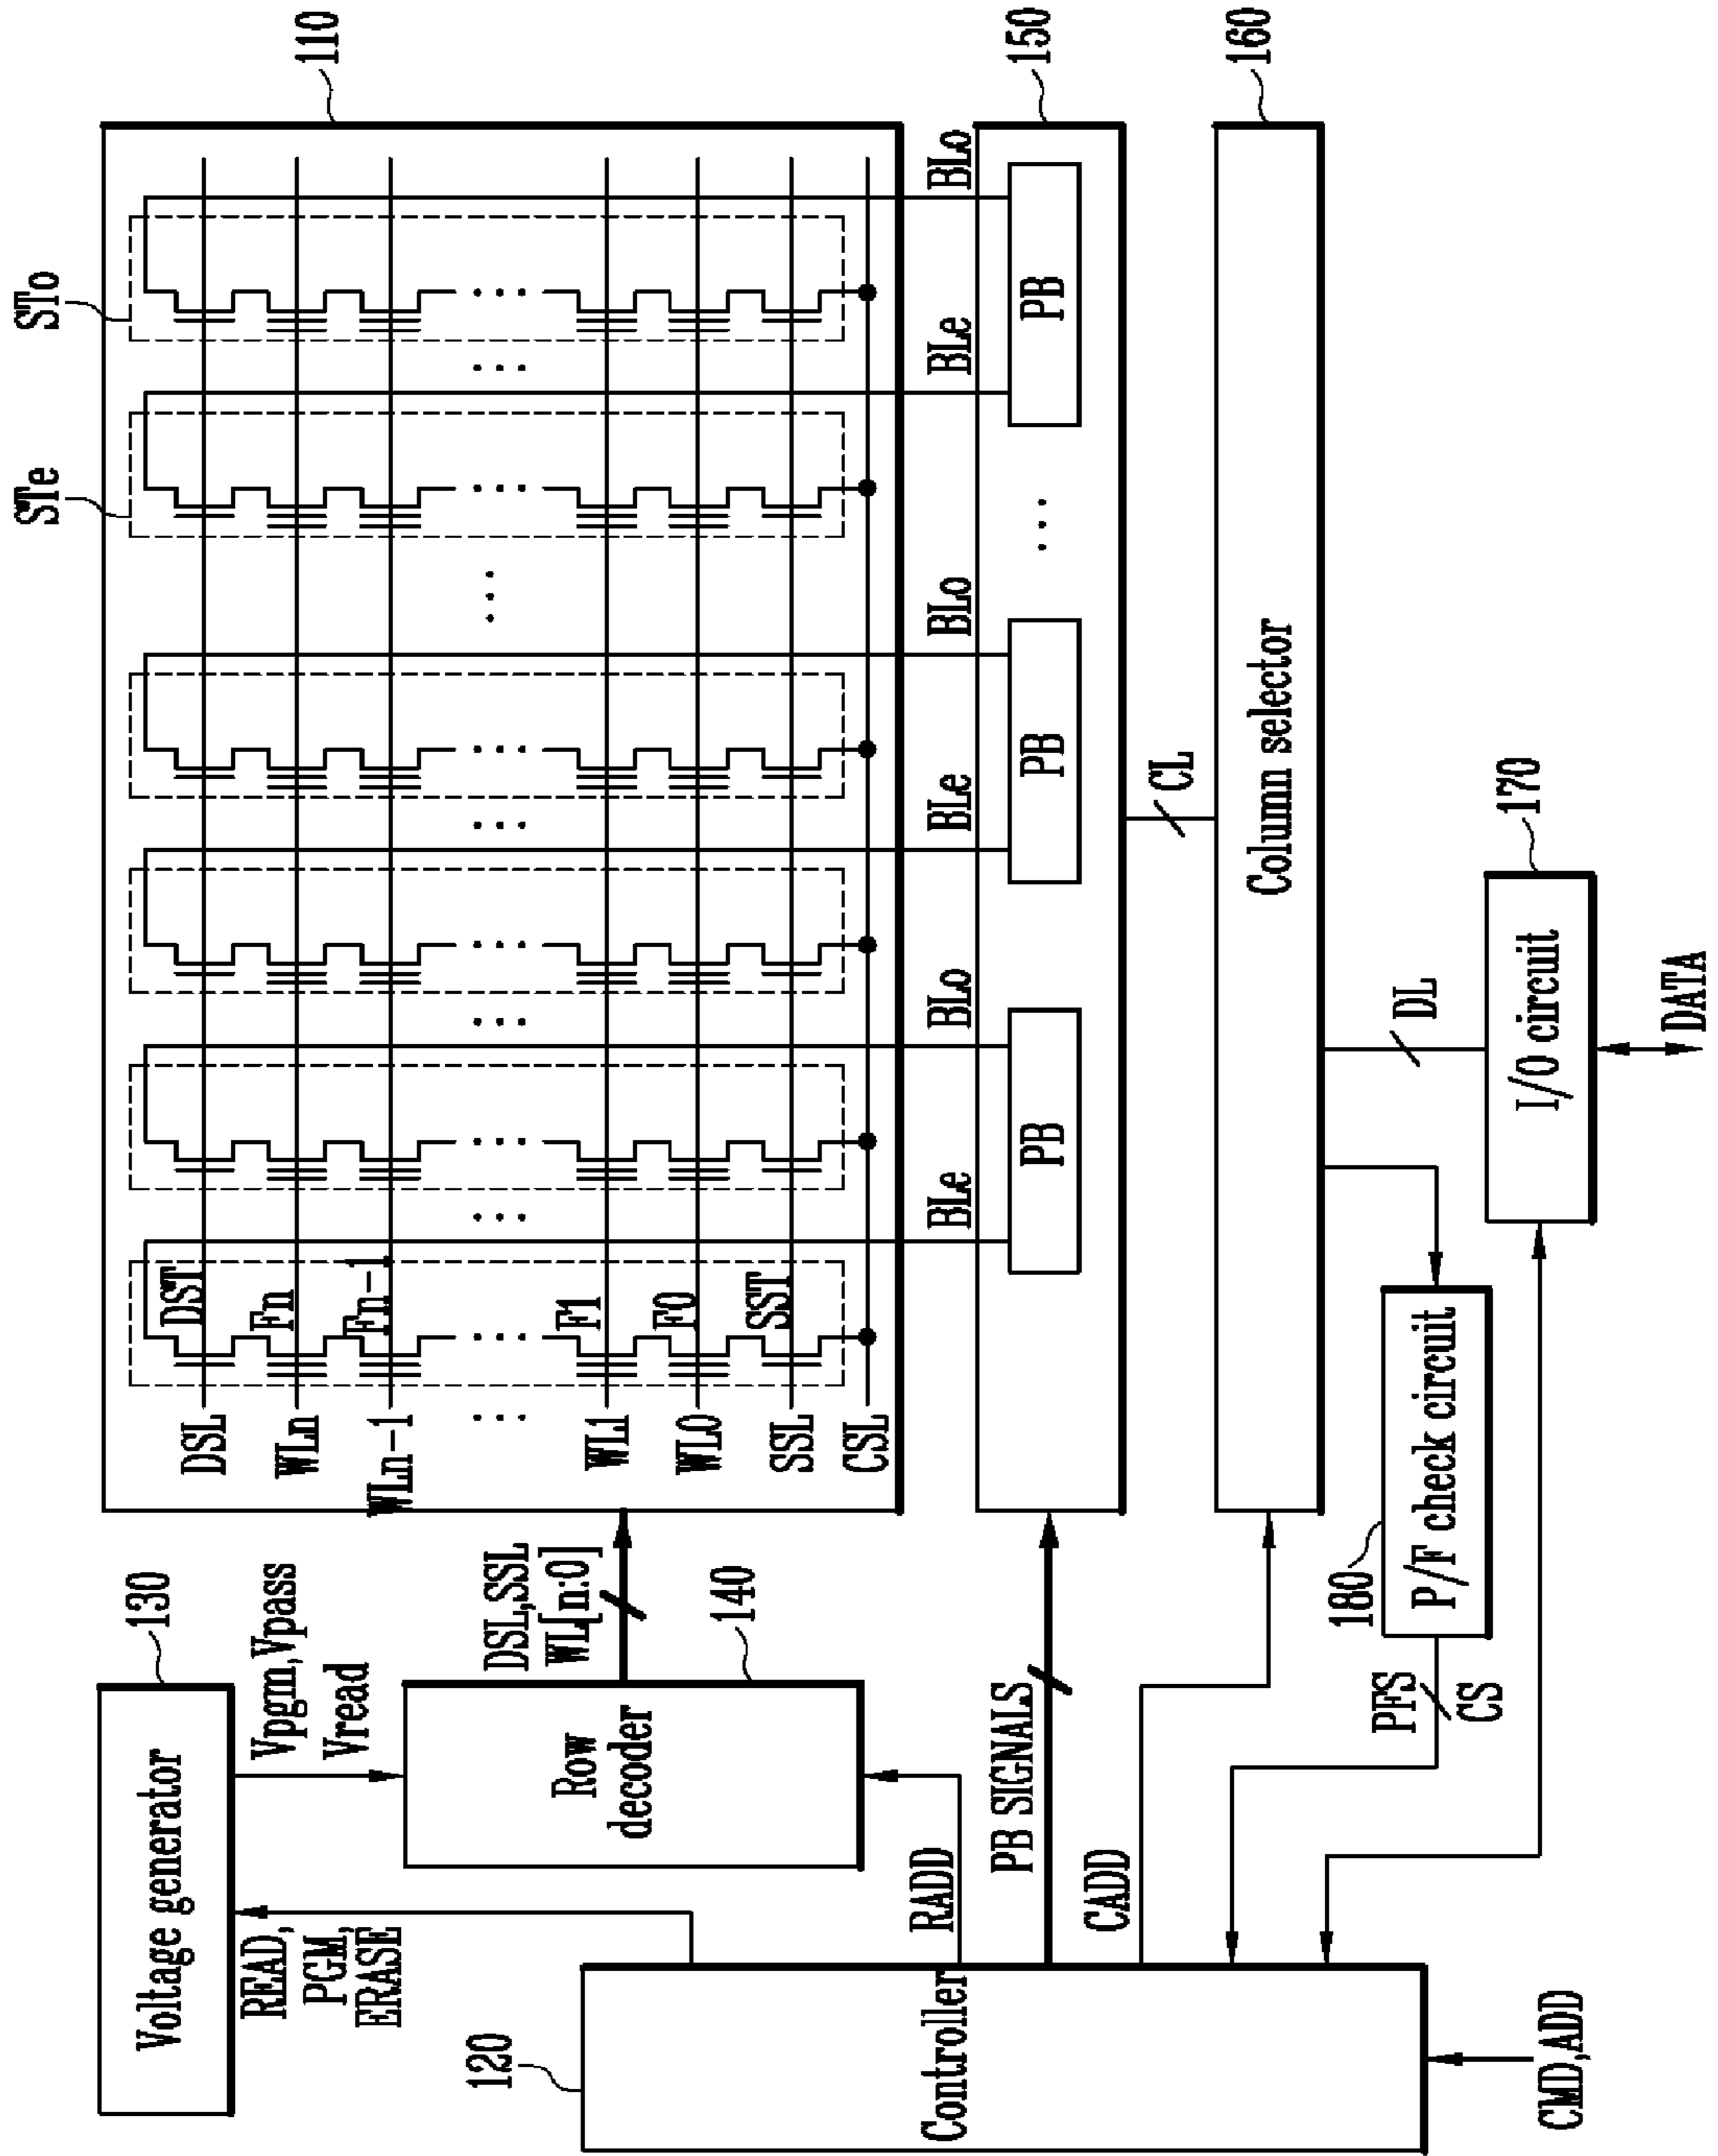 130
Voltage generator
READ,
PGM,
ERASE
Vpgm,Vpass
Vread
Row
decoder
140
DSL,SSL
WL[n:0]
110
STe
STo
DSL
WLn
WLn-1
...
WL1
WL0
SSL
CSL
DST
Fn
Fn-1
...
F1
F0
SST
...
...
...
...
...
...
...
...
...
...
BLe
BLo
BLe
BLo
BLe
BLo
150
PB
PB
...
PB
120
Controller
RADD
PB SIGNALS
CADD
PFS
CS
CMD,ADD
CL
160
Column selector
180
P/F check circuit
DL
170
I/O circuit
DATA